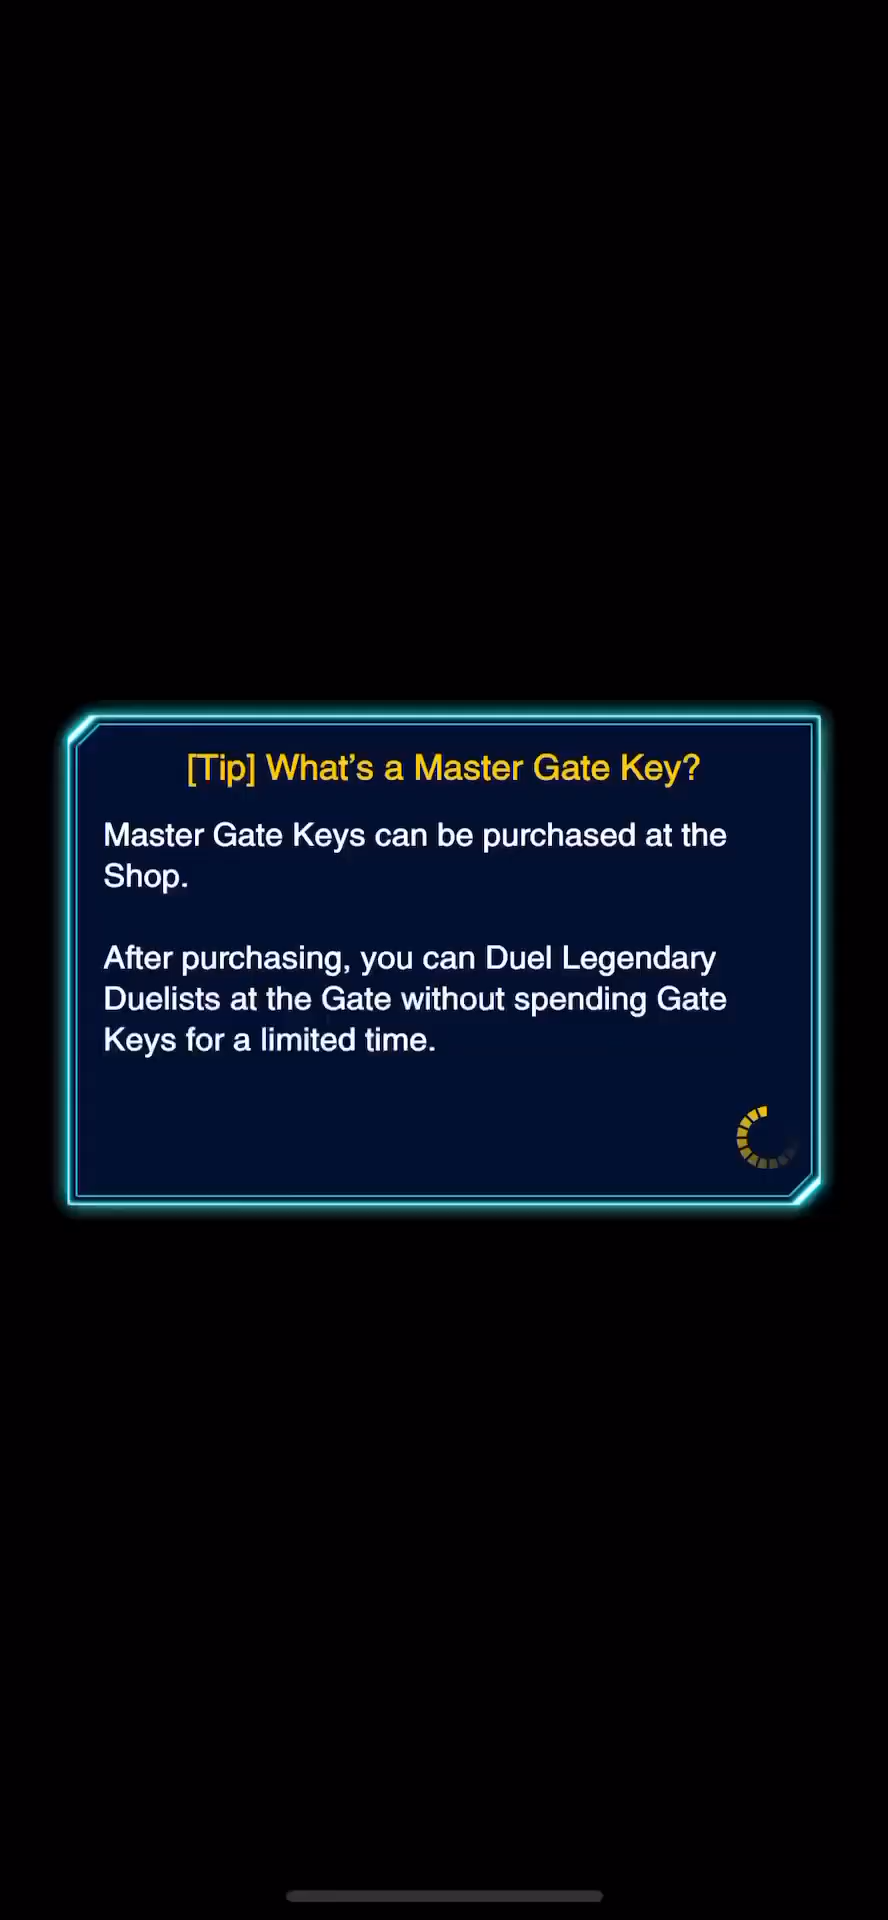 [Tip] What’s a Master Gate Key?
Master Gate Keys can be purchased at the
Shop.
After purchasing, you can Duel Legendary
Duelists at the Gate without spending Gate
Keys for a limited time.